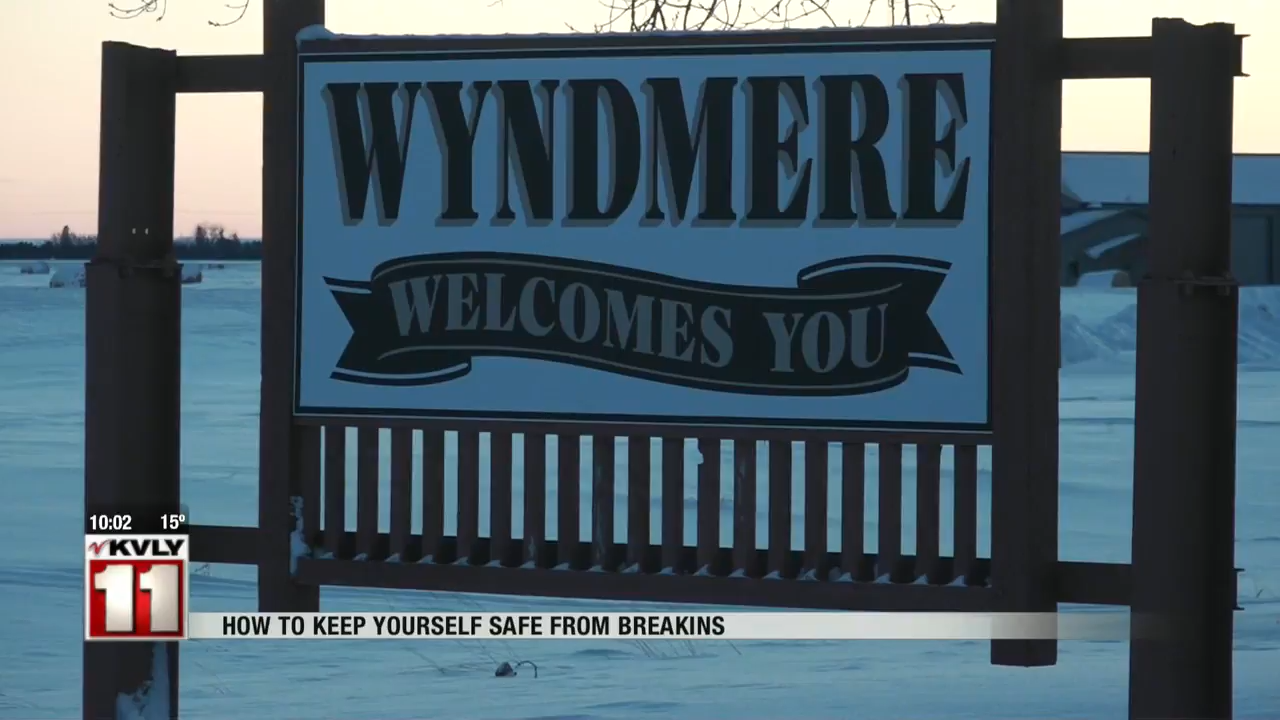 WYNDMERE
WELCOMES YOU
10:02 15°
KVLY
11
HOW TO KEEP YOURSELF SAFE FROM BREAKINS